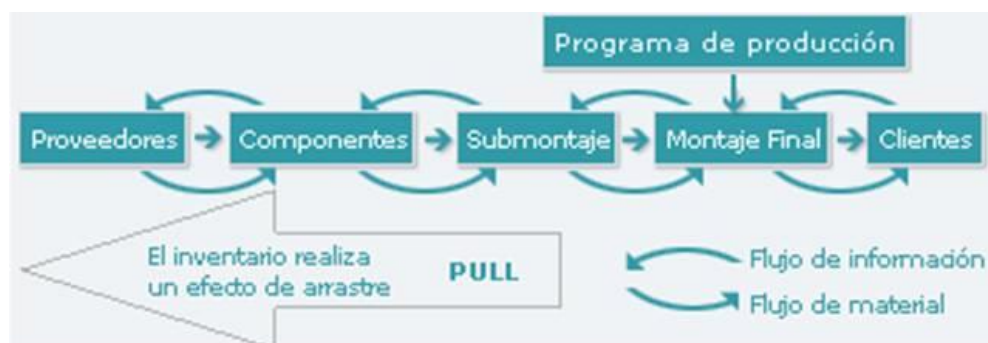 Programa de producción
Proveedores
Componentes
Submontaje
Montaje Final
Clientes
El inventario realiza
un efecto de arrastre
PULL
Flujo de información
Flujo de material